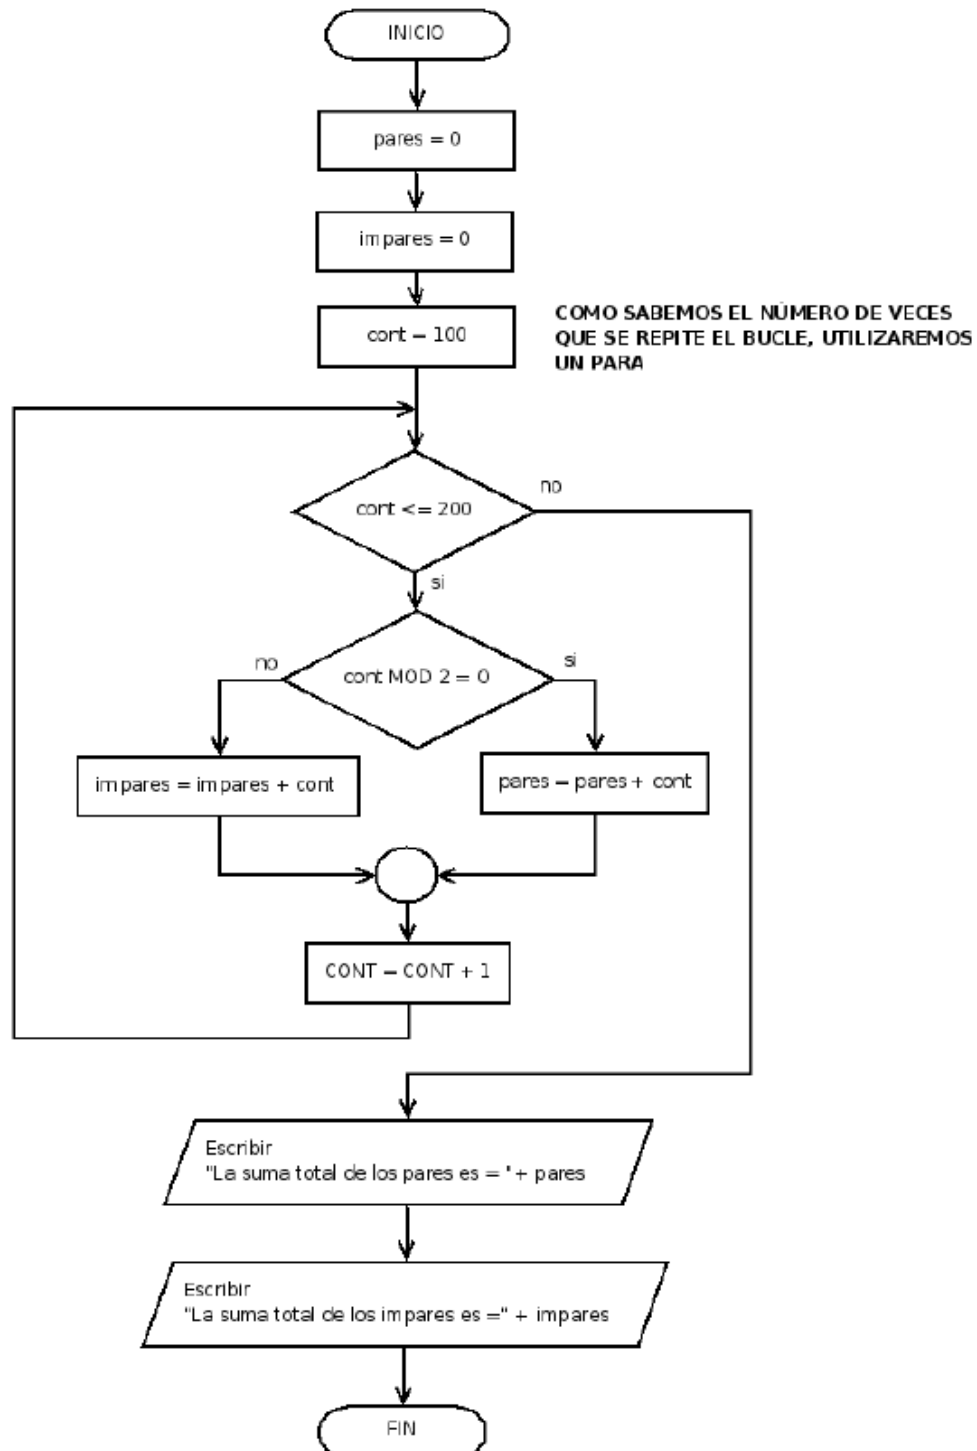 INICIO
pares = 0
impares = 0
cont = 100
COMO SABEMOS EL NÚMERO DE VECES
QUE SE REPITE EL BUCLE, UTILIZAREMOS
UN PARA
cont <= 200
no
si
cont MOD 2 = 0
no
si
impares = impares + cont
pares = pares + cont
CONT = CONT + 1
Escribir
"La suma total de los pares es = "+ pares
Escribir
"La suma total de los impares es =" + impares
FIN